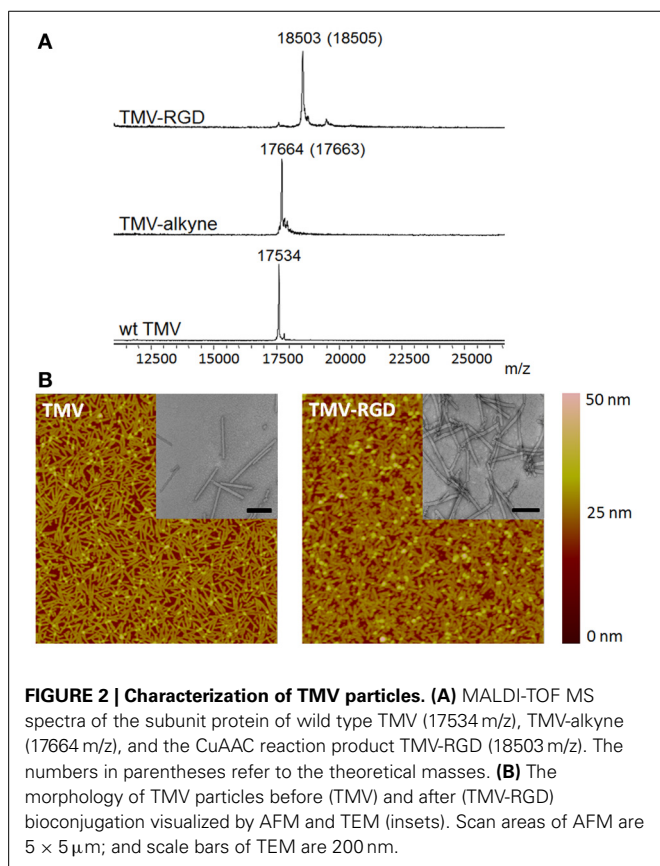 A
18503 (18505)
TMV-RGD
17664 (17663)
TMV-alkyne
17534
wt TMV
12500 15000 17500 20000 22500 25000 m/z
B
TMV
TMV-RGD
50 nm
25 nm
0 nm
FIGURE 2 | Characterization of TMV particles. (A) MALDI-TOF MS
spectra of the subunit protein of wild type TMV (17534 m/z), TMV-alkyne
(17664 m/z), and the CuAAC reaction product TMV-RGD (18503 m/z). The
numbers in parentheses refer to the theoretical masses. (B) The
morphology of TMV particles before (TMV) and after (TMV-RGD)
bioconjugation visualized by AFM and TEM (insets). Scan areas of AFM are
5 × 5 μm; and scale bars of TEM are 200 nm.